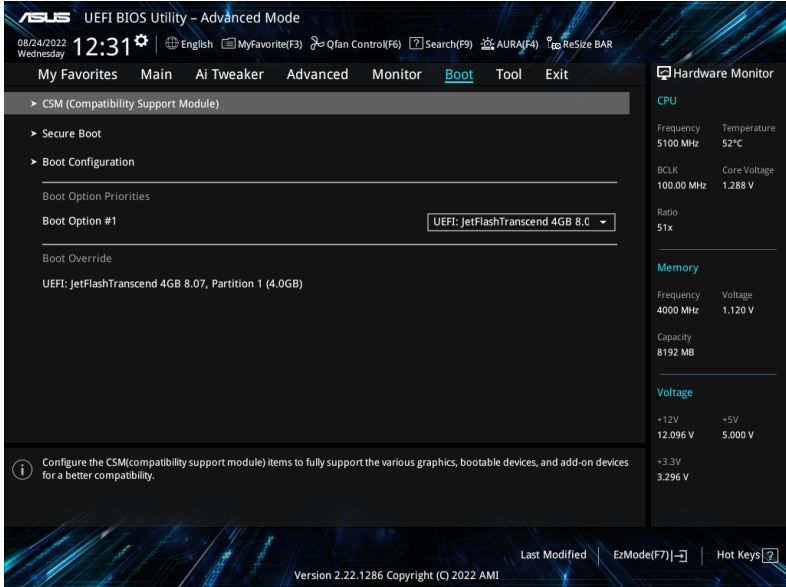 ASUS UEFI BIOS Utility – Advanced Mode
08/24/2022 Wednesday 12:31 English MyFavorite(F3) Qfan Control(F6) ? Search(F9) AURA(F4) ReSize BAR
My Favorites Main Ai Tweaker Advanced Monitor Boot Tool Exit
Hardware Monitor
> CSM (Compatibility Support Module)
> Secure Boot
> Boot Configuration
Boot Option Priorities
Boot Option #1 UEFI: JetFlashTranscend 4GB 8.0
Boot Override
UEFI: JetFlashTranscend 4GB 8.07, Partition 1 (4.0GB)
CPU
Frequency Temperature
5100 MHz 52°C
BCLK Core Voltage
100.00 MHz 1.288 V
Ratio
51x
Memory
Frequency Voltage
4000 MHz 1.120 V
Capacity
8192 MB
Voltage
+12V +5V
12.096 V 5.000 V
+3.3V
3.296 V
i Configure the CSM(compatibility support module) items to fully support the various graphics, bootable devices, and add-on devices
for a better compatibility.
Last Modified EzMode(F7) Hot Keys ?
Version 2.22.1286 Copyright (C) 2022 AMI